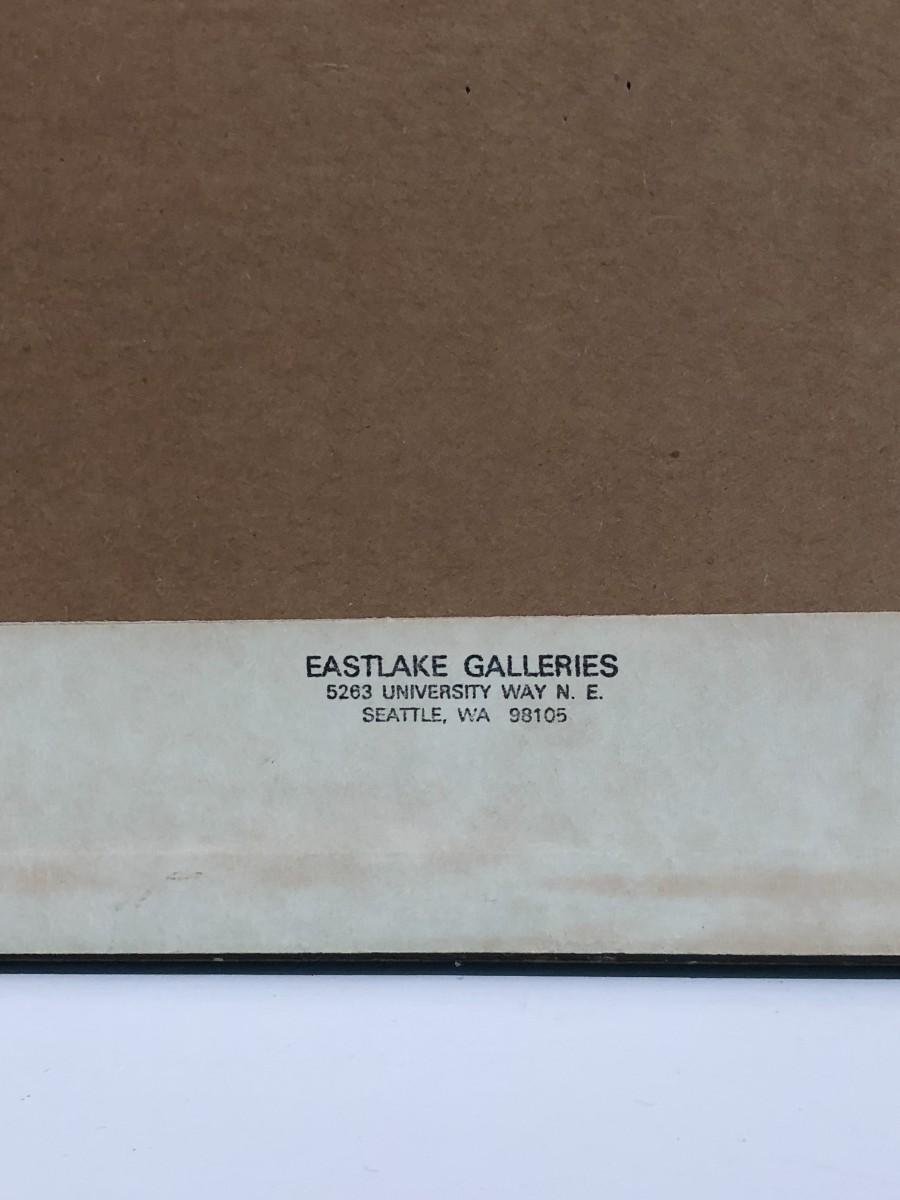 EASTLAKE GALLERIES
5263 UNIVERSITY WAY N. E.
SEATTLE, WA 98105